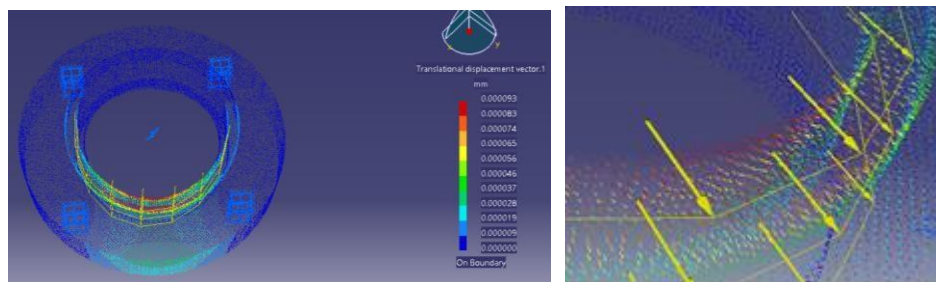 x
y
Translational displacement vector.1
mm
0.000093
0.000083
0.000074
0.000065
0.000056
0.000046
0.000037
0.000028
0.000019
0.000009
0.000000
On Boundary